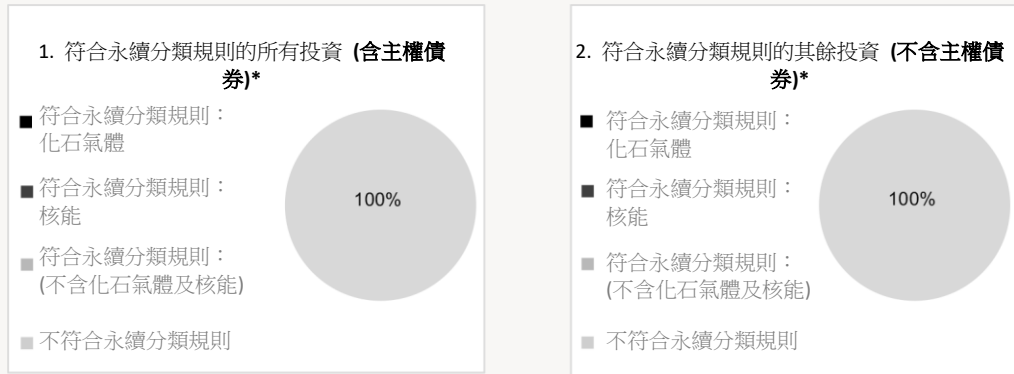 1. 符合永續分類規則的所有投資 (含主權債
券)*
符合永續分類規則：
化石氣體
符合永續分類規則：
核能
符合永續分類規則：
(不含化石氣體及核能)
不符合永續分類規則
100%
2. 符合永續分類規則的其餘投資 (不含主權債
券)*
符合永續分類規則：
化石氣體
符合永續分類規則：
核能
符合永續分類規則：
(不含化石氣體及核能)
不符合永續分類規則
100%